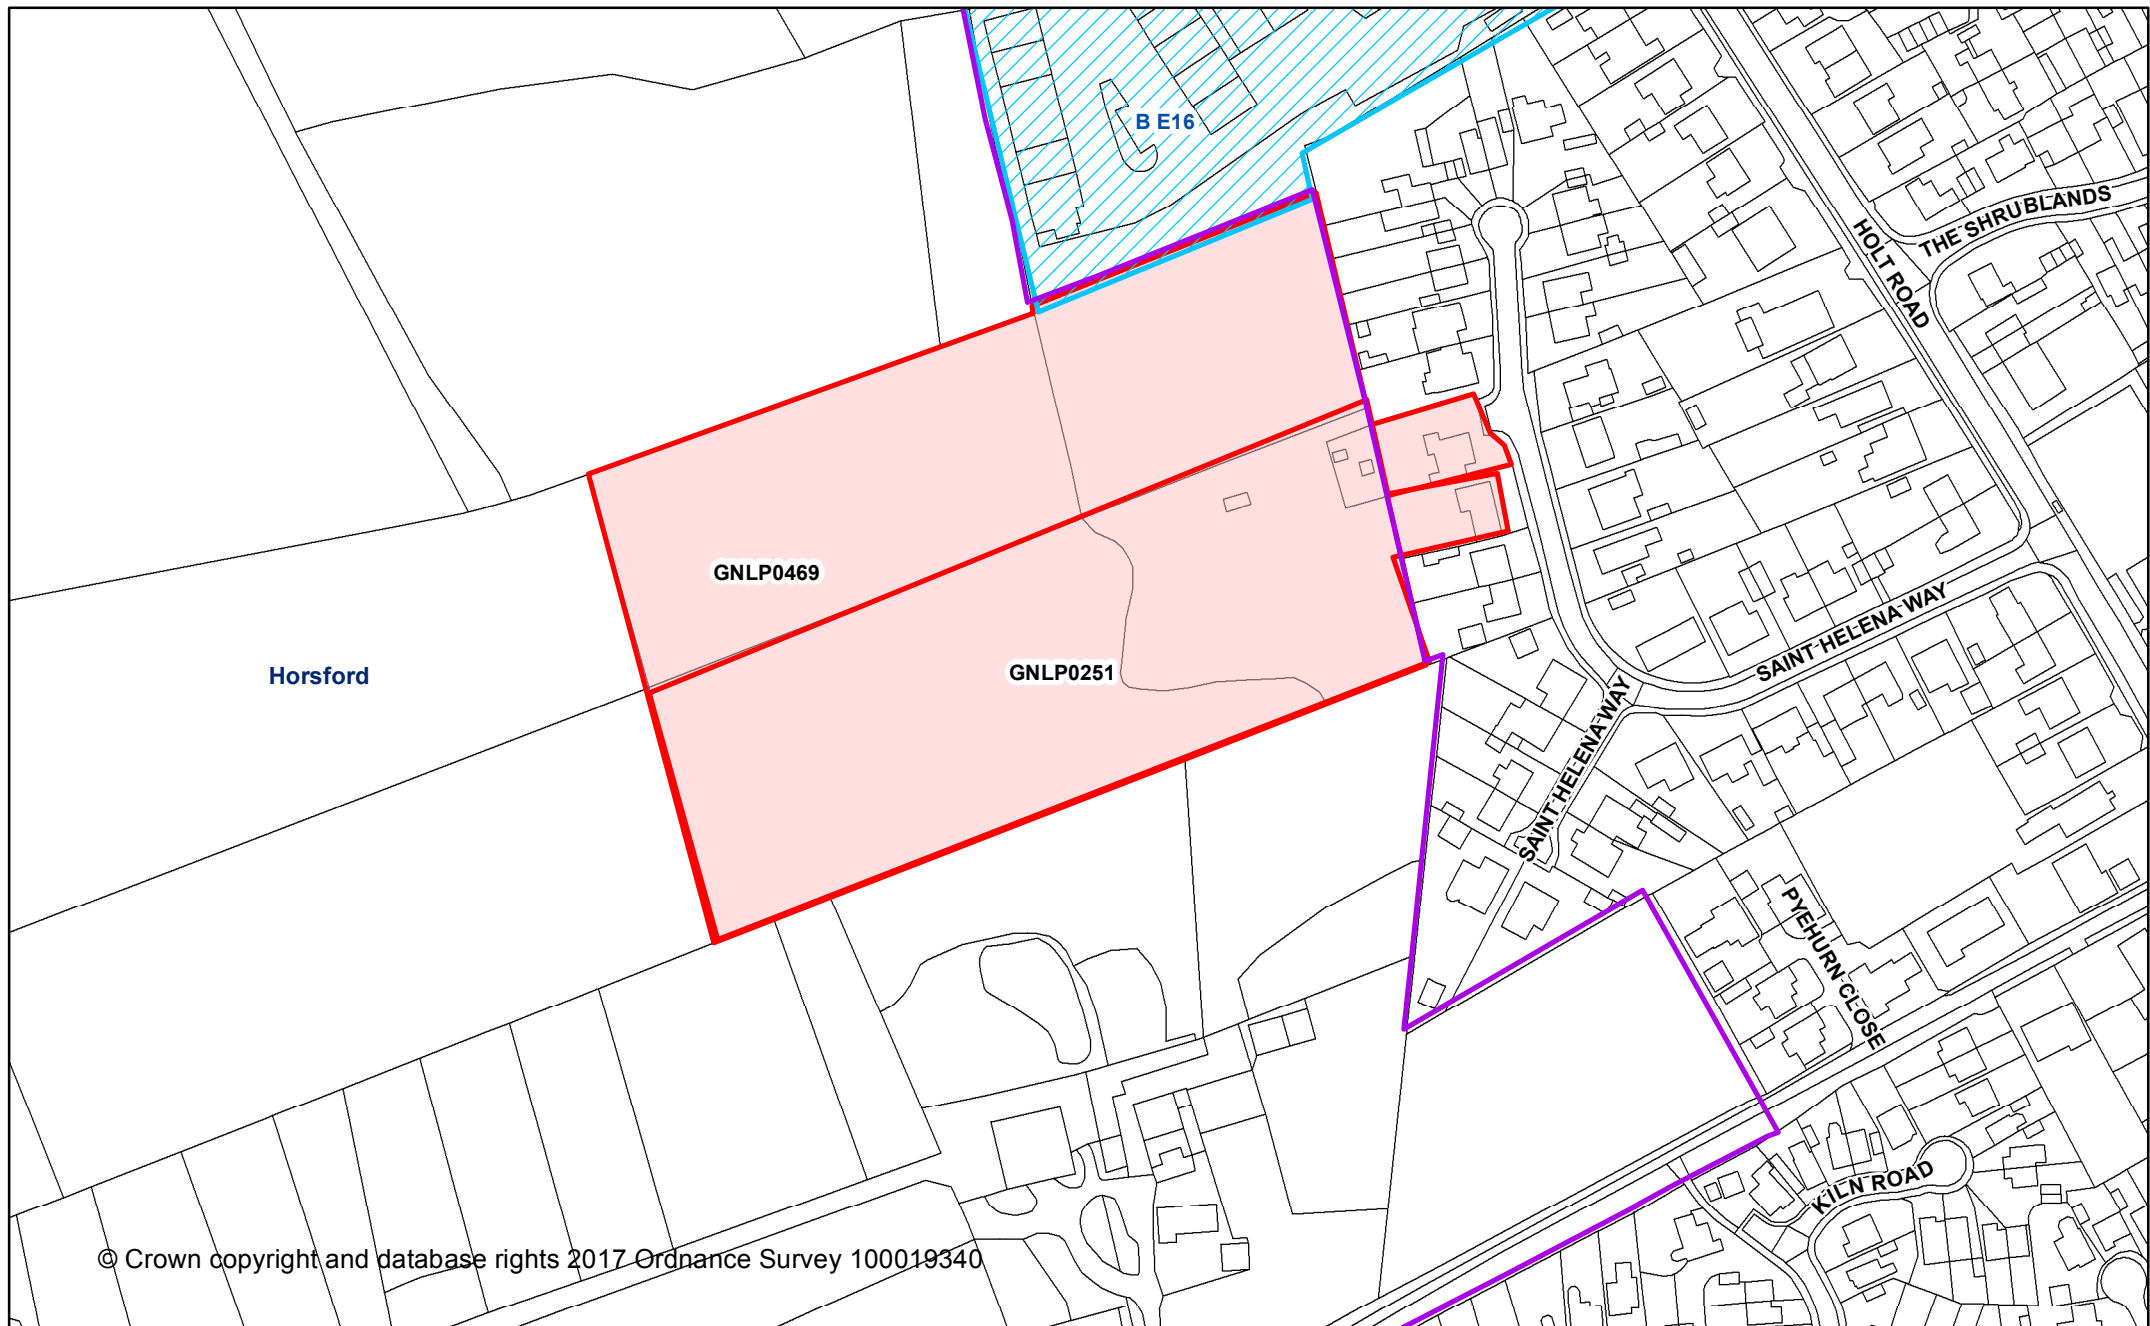 B E16
THE SHRUBLANDS
HOLT ROAD
GNLP0469
SAINT HELENA WAY
GNLP0251
Horsford
SAINT HELENA WAY
PYEHURN CLOSE
KILN ROAD
© Crown copyright and database rights 2017 Ordnance Survey 100019340